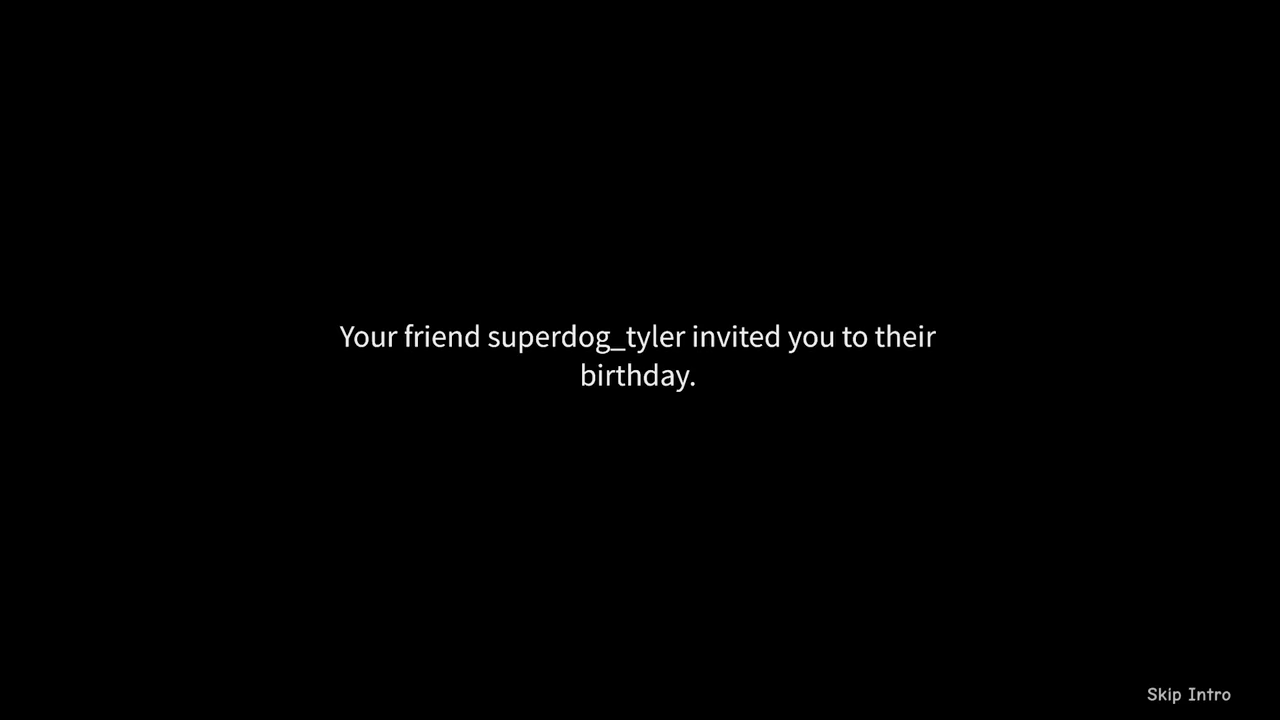 Your friend superdog_tyler invited you to their
birthday.
Skip Intro